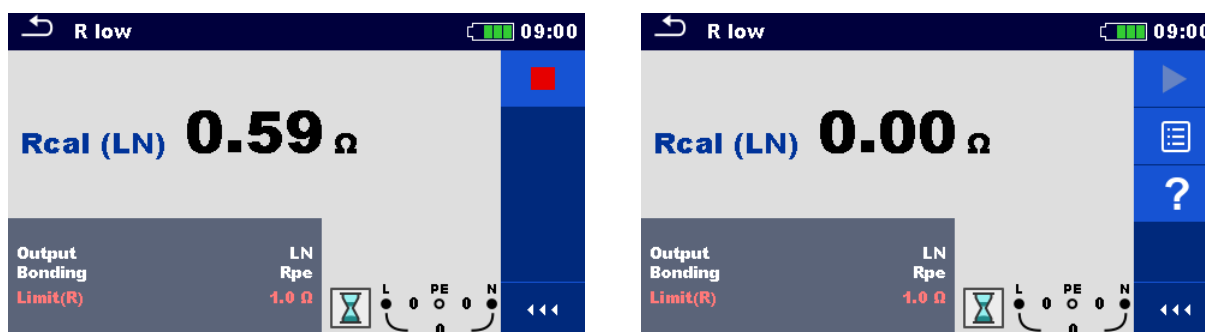 R low 09:00
Rcal (LN) 0.59 Ω
Output LN
Bonding Rpe
Limit(R) 1.0 Ω
L PE N
0 0
0
R low 09:00
Rcal (LN) 0.00 Ω
?
Output LN
Bonding Rpe
Limit(R) 1.0 Ω
L PE N
0 0
0